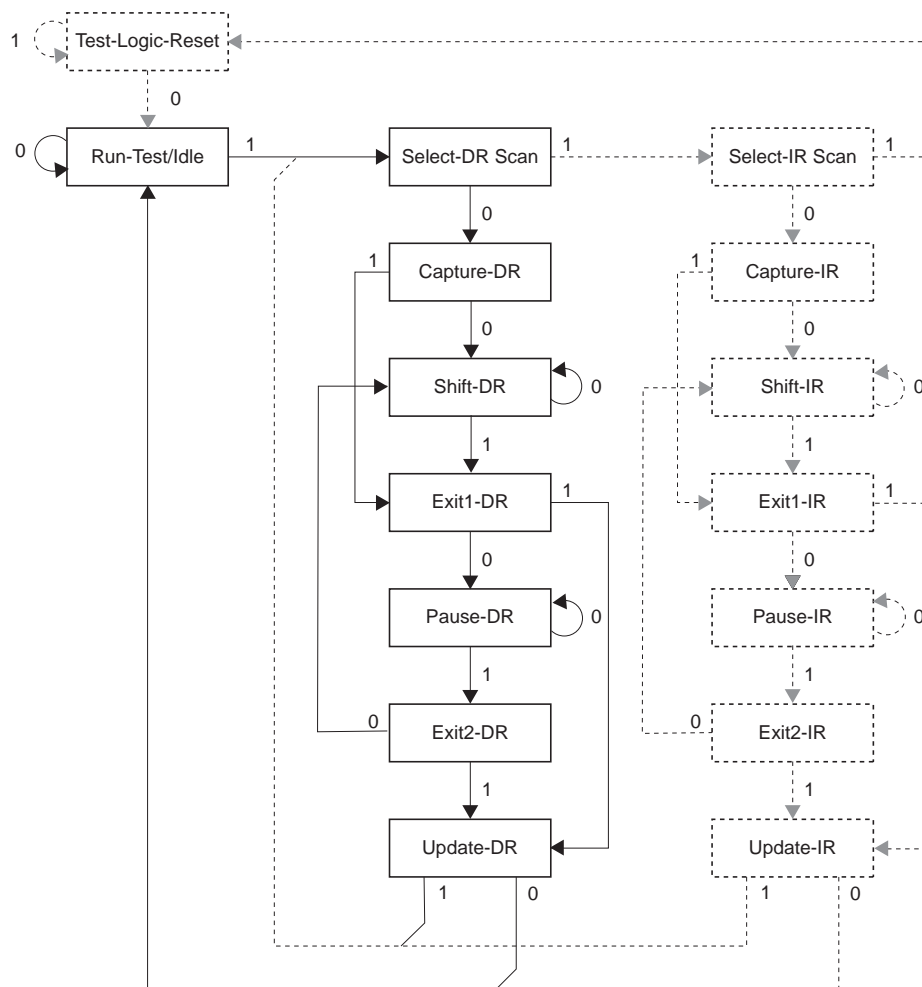 1
Test-Logic-Reset
0
0
Run-Test/Idle
1
Select-DR Scan
1
Select-IR Scan
1
0
0
1
Capture-DR
1
Capture-IR
0
0
Shift-DR
0
Shift-IR
0
1
1
Exit1-DR
1
Exit1-IR
1
0
0
Pause-DR
0
Pause-IR
0
1
1
0
Exit2-DR
0
Exit2-IR
1
1
Update-DR
Update-IR
1
0
1
0